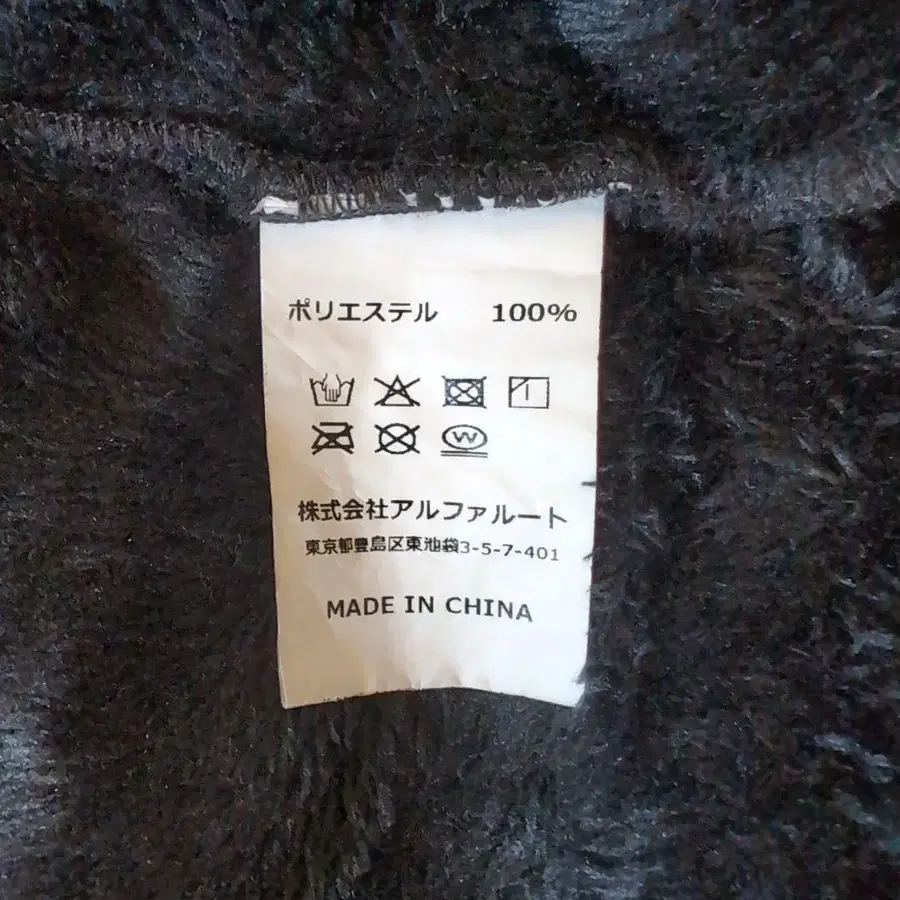 ポリエステル 100%
W
株式会社アルファルート
東京都豊島区東池袋3-5-7-401
MADE IN CHINA